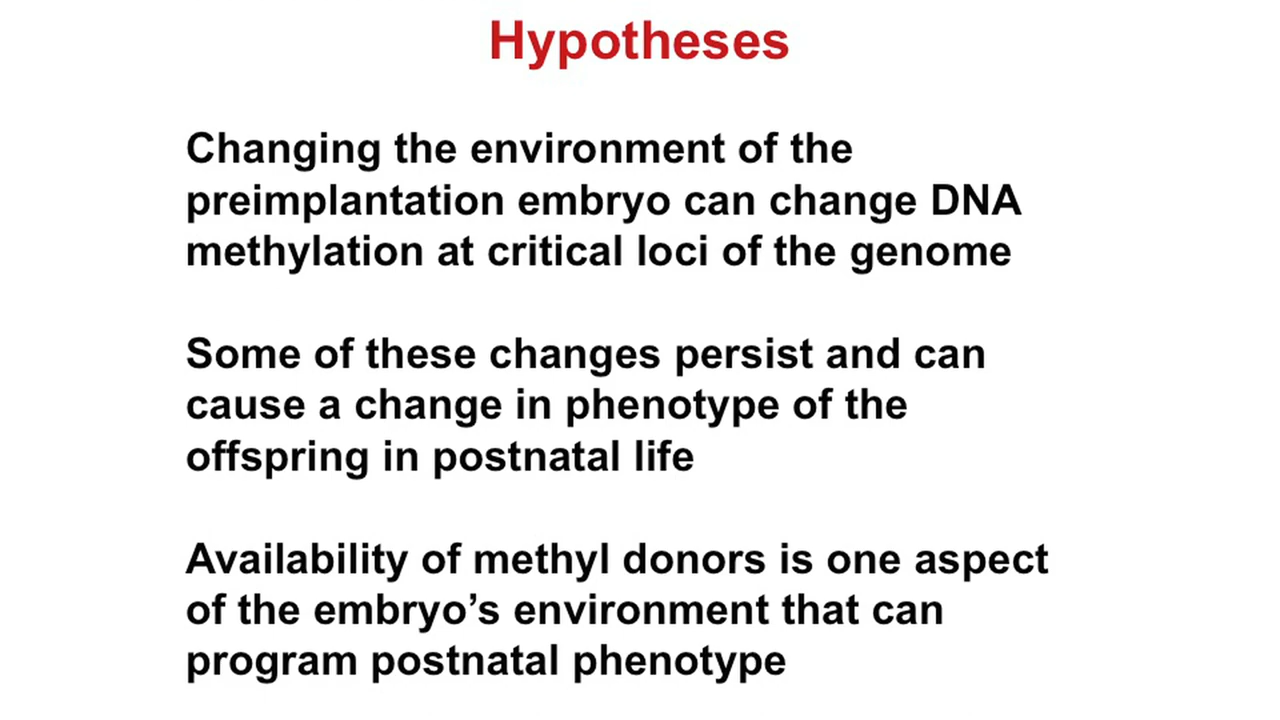 Hypotheses
Changing the environment of the
preimplantation embryo can change DNA
methylation at critical loci of the genome
Some of these changes persist and can
cause a change in phenotype of the
offspring in postnatal life
Availability of methyl donors is one aspect
of the embryo’s environment that can
program postnatal phenotype